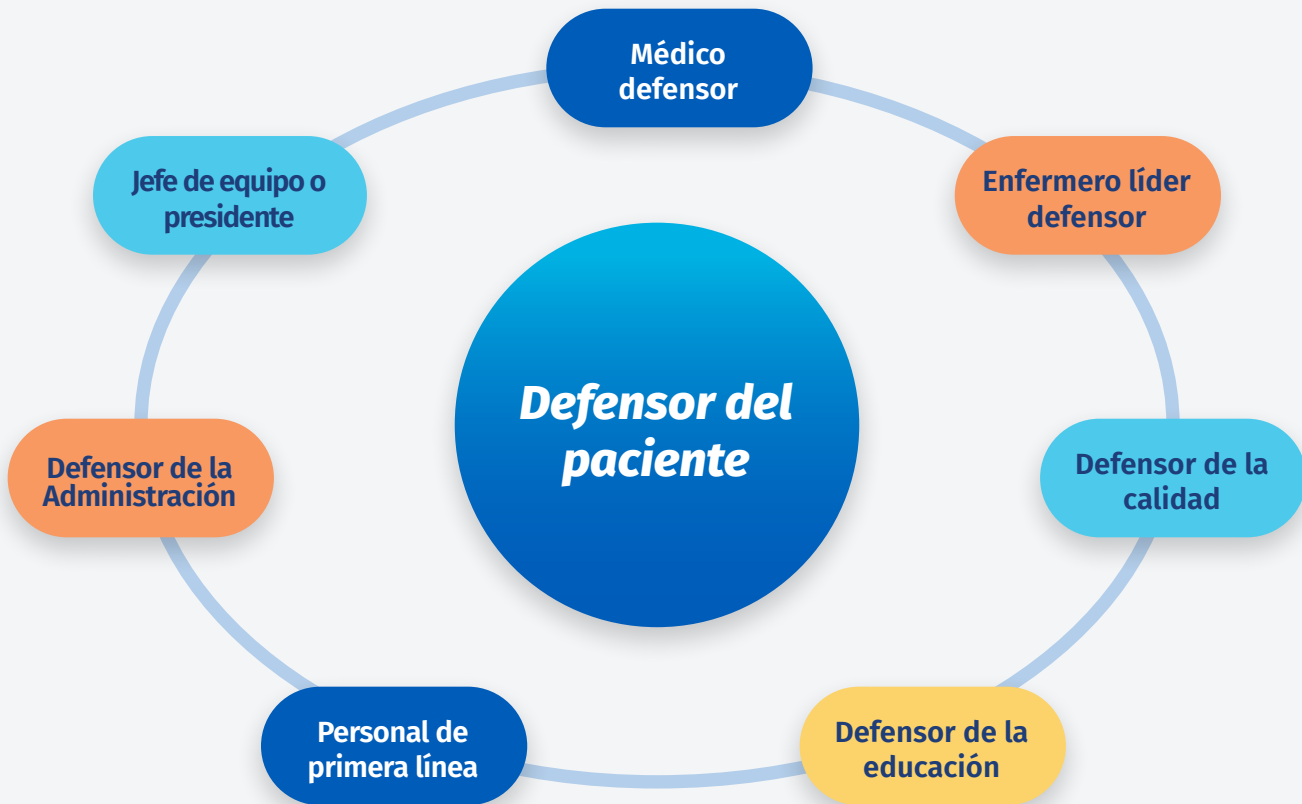 Médico
defensor
Jefe de equipo o
presidente
Enfermero líder
defensor
Defensor del
paciente
Defensor de la
Administración
Defensor de la
calidad
Personal de
primera línea
Defensor de la
educación